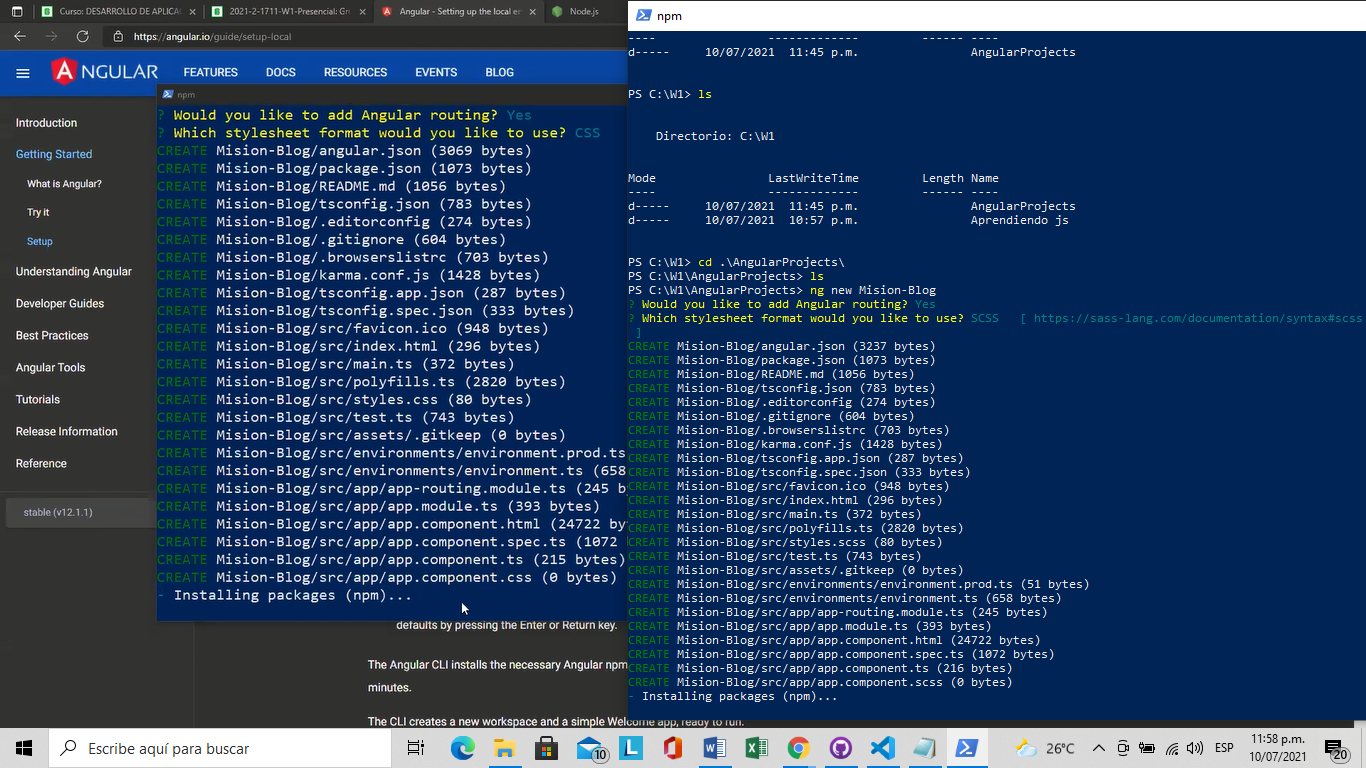 Curso: DESARROLLO DE APLICAC
2021-2-1711-W1-Presencial: Gru
Angular - Setting up the local en
Node.js
https://angular.io/guide/setup-local
ANGULAR
FEATURES DOCS RESOURCES EVENTS BLOG
Introduction
Getting Started
What is Angular?
Try it
Setup
Understanding Angular
Developer Guides
Best Practices
Angular Tools
Tutorials
Release Information
Reference
stable (v12.1.1)
npm
? Would you like to add Angular routing? Yes
? Which stylesheet format would you like to use? CSS
CREATE Mision-Blog/angular.json (3069 bytes)
CREATE Mision-Blog/package.json (1073 bytes)
CREATE Mision-Blog/README.md (1056 bytes)
CREATE Mision-Blog/tsconfig.json (783 bytes)
CREATE Mision-Blog/.editorconfig (274 bytes)
CREATE Mision-Blog/.gitignore (604 bytes)
CREATE Mision-Blog/.browserslistrc (703 bytes)
CREATE Mision-Blog/karma.conf.js (1428 bytes)
CREATE Mision-Blog/tsconfig.app.json (287 bytes)
CREATE Mision-Blog/tsconfig.spec.json (333 bytes)
CREATE Mision-Blog/src/favicon.ico (948 bytes)
CREATE Mision-Blog/src/index.html (296 bytes)
CREATE Mision-Blog/src/main.ts (372 bytes)
CREATE Mision-Blog/src/polyfills.ts (2820 bytes)
CREATE Mision-Blog/src/styles.css (80 bytes)
CREATE Mision-Blog/src/test.ts (743 bytes)
CREATE Mision-Blog/src/assets/.gitkeep (0 bytes)
CREATE Mision-Blog/src/environments/environment.prod.ts
CREATE Mision-Blog/src/environments/environment.ts (658
CREATE Mision-Blog/src/app/app-routing.module.ts (245 b
CREATE Mision-Blog/src/app/app.module.ts (393 bytes)
CREATE Mision-Blog/src/app/app.component.html (24722 by
CREATE Mision-Blog/src/app/app.component.spec.ts (1072
CREATE Mision-Blog/src/app/app.component.ts (215 bytes)
CREATE Mision-Blog/src/app/app.component.css (0 bytes)
- Installing packages (npm)...
defaults by pressing the Enter or Return key.
The Angular CLI installs the necessary Angular npm
minutes.
The CLI creates a new workspace and a simple Welcome app, ready to run.
npm
---- ------------- ------ ----
d----- 10/07/2021 11:45 p.m. AngularProjects
PS C:\W1> ls
Directorio: C:\W1
Mode LastWriteTime Length Name
---- ------------- ------ ----
d----- 10/07/2021 11:45 p.m. AngularProjects
d----- 10/07/2021 10:57 p.m. Aprendiendo js
PS C:\W1> cd .\AngularProjects\
PS C:\W1\AngularProjects> ls
PS C:\W1\AngularProjects> ng new Mision-Blog
? Would you like to add Angular routing? Yes
? Which stylesheet format would you like to use? SCSS [ https://sass-lang.com/documentation/syntax#scss
]
CREATE Mision-Blog/angular.json (3237 bytes)
CREATE Mision-Blog/package.json (1073 bytes)
CREATE Mision-Blog/README.md (1056 bytes)
CREATE Mision-Blog/tsconfig.json (783 bytes)
CREATE Mision-Blog/.editorconfig (274 bytes)
CREATE Mision-Blog/.gitignore (604 bytes)
CREATE Mision-Blog/.browserslistrc (703 bytes)
CREATE Mision-Blog/karma.conf.js (1428 bytes)
CREATE Mision-Blog/tsconfig.app.json (287 bytes)
CREATE Mision-Blog/tsconfig.spec.json (333 bytes)
CREATE Mision-Blog/src/favicon.ico (948 bytes)
CREATE Mision-Blog/src/index.html (296 bytes)
CREATE Mision-Blog/src/main.ts (372 bytes)
CREATE Mision-Blog/src/polyfills.ts (2820 bytes)
CREATE Mision-Blog/src/styles.scss (80 bytes)
CREATE Mision-Blog/src/test.ts (743 bytes)
CREATE Mision-Blog/src/assets/.gitkeep (0 bytes)
CREATE Mision-Blog/src/environments/environment.prod.ts (51 bytes)
CREATE Mision-Blog/src/environments/environment.ts (658 bytes)
CREATE Mision-Blog/src/app/app-routing.module.ts (245 bytes)
CREATE Mision-Blog/src/app/app.module.ts (393 bytes)
CREATE Mision-Blog/src/app/app.component.html (24722 bytes)
CREATE Mision-Blog/src/app/app.component.spec.ts (1072 bytes)
CREATE Mision-Blog/src/app/app.component.ts (216 bytes)
CREATE Mision-Blog/src/app/app.component.scss (0 bytes)
- Installing packages (npm)...
Escribe aquí para buscar
10
26°C
ESP
11:58 p.m.
10/07/2021
20